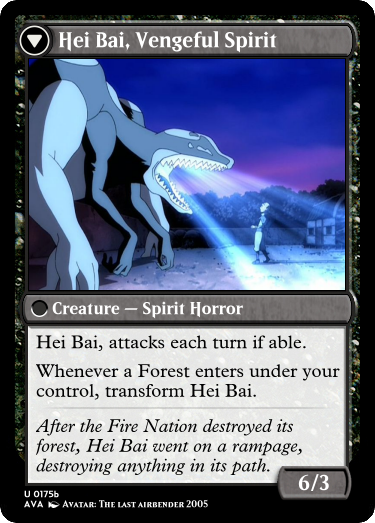 Hei Bai, Vengeful Spirit
Creature — Spirit Horror
Hei Bai, attacks each turn if able.
Whenever a Forest enters under your
control, transform Hei Bai.
After the Fire Nation destroyed its
forest, Hei Bai went on a rampage,
destroying anything in its path.
6/3
U 0175b
AVA Avatar: The last airbender 2005